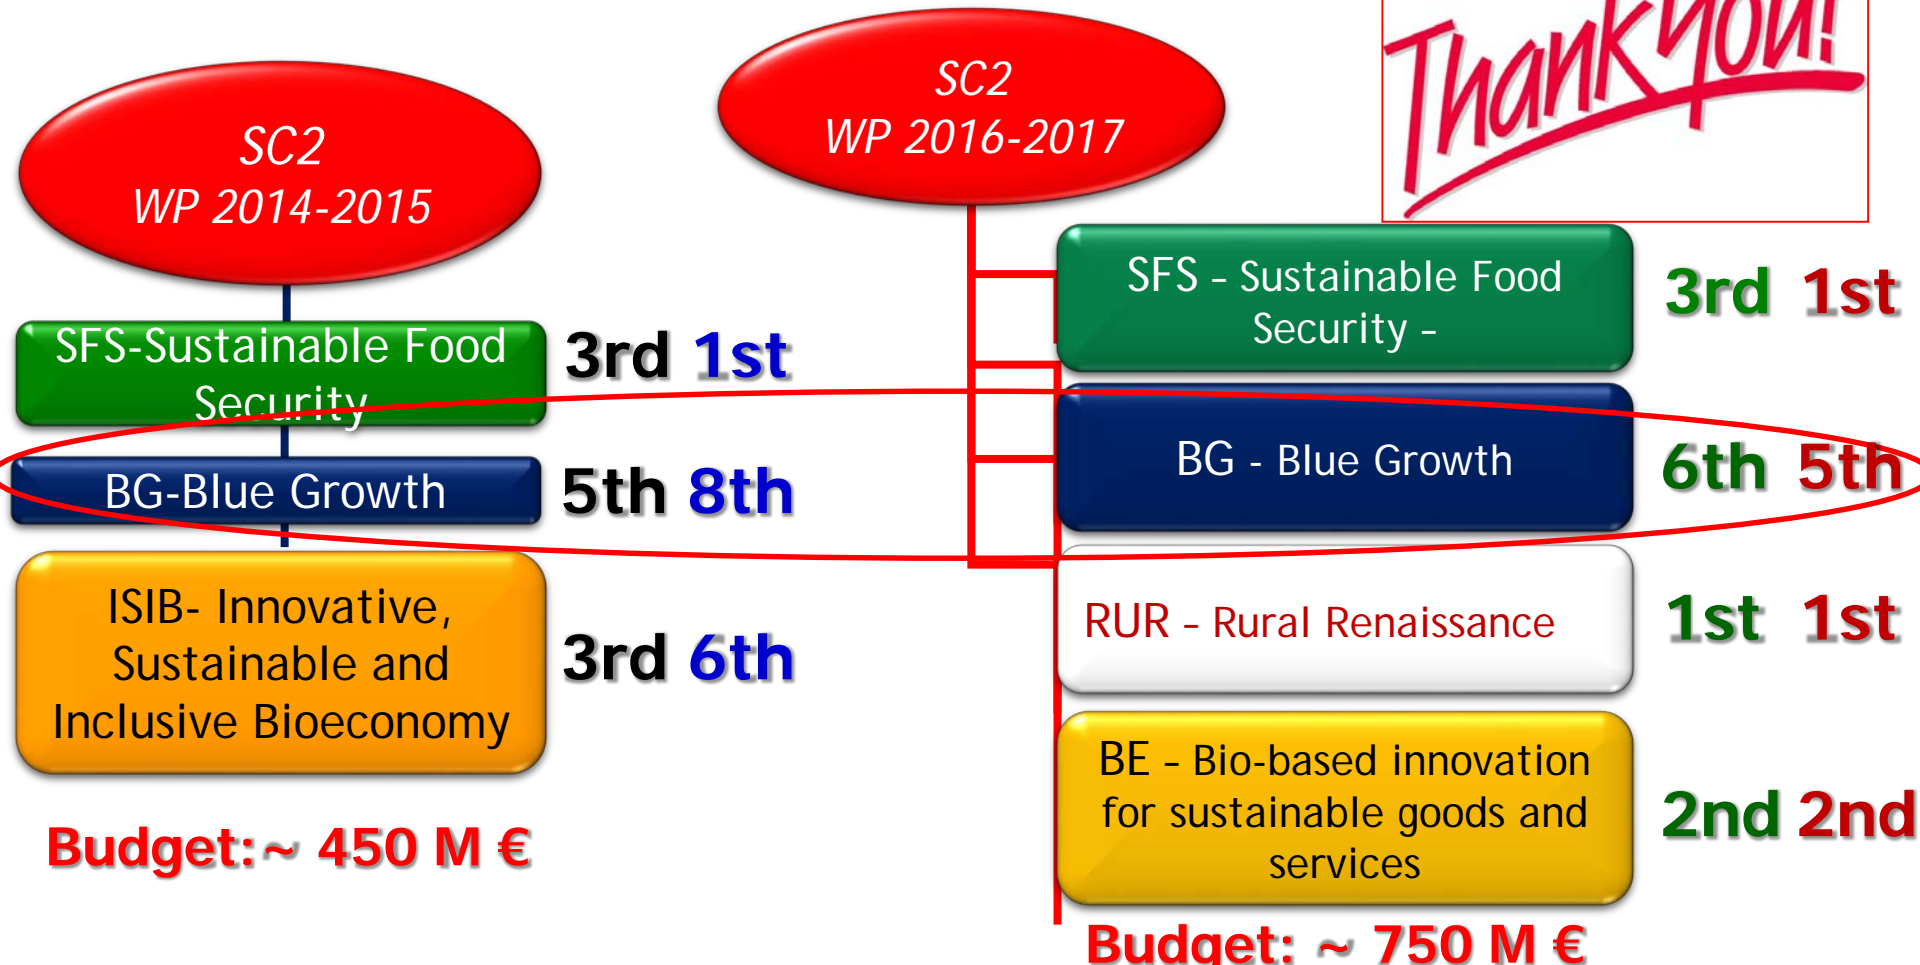 SC2
WP 2014-2015
SFS-Sustainable Food
Security
3rd 1st
BG-Blue Growth
5th 8th
ISIB- Innovative,
Sustainable and
Inclusive Bioeconomy
3rd 6th
Budget:~ 450 M €
SC2
WP 2016-2017
Thank You!
SFS – Sustainable Food
Security –
3rd 1st
BG - Blue Growth
6th 5th
RUR – Rural Renaissance
1st 1st
BE – Bio-based innovation
for sustainable goods and
services
2nd 2nd
Budget: ~ 750 M €